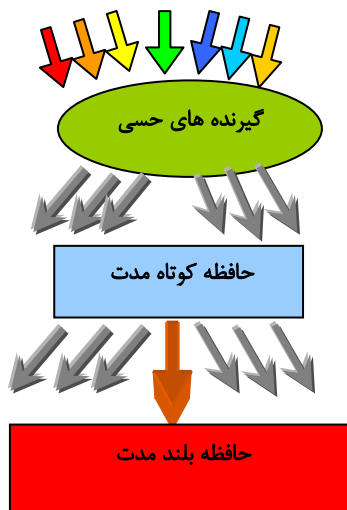 گیرنده های حسی
حافظه کوتاه مدت
حافظه بلند مدت